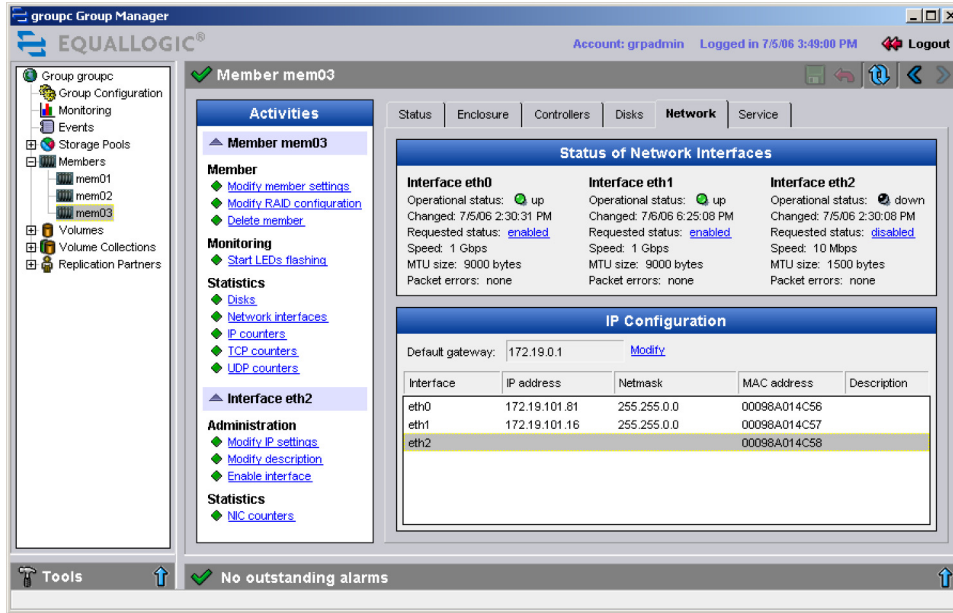 groupc Group Manager
EQUALLOGIC®
Account: grpadmin Logged in 7/5/06 3:49:00 PM Logout
Group groupc
Group Configuration
Monitoring
Events
Storage Pools
Members
mem01
mem02
mem03
Volumes
Volume Collections
Replication Partners
Tools
Member mem03
Activities
Member mem03
Member
Modify member settings
Modify RAID configuration
Delete member
Monitoring
Start LEDs flashing
Statistics
Disks
Network interfaces
IP counters
TCP counters
UDP counters
Interface eth2
Administration
Modify IP settings
Modify description
Enable interface
Statistics
NIC counters
Status Enclosure Controllers Disks Network Service
Status of Network Interfaces
Interface eth0
Operational status: up
Changed: 7/5/06 2:30:31 PM
Requested status: enabled
Speed: 1 Gbps
MTU size: 9000 bytes
Packet errors: none
Interface eth1
Operational status: up
Changed: 7/6/06 6:25:08 PM
Requested status: enabled
Speed: 1 Gbps
MTU size: 9000 bytes
Packet errors: none
Interface eth2
Operational status: down
Changed: 7/5/06 2:30:08 PM
Requested status: disabled
Speed: 10 Mbps
MTU size: 1500 bytes
Packet errors: none
IP Configuration
Default gateway: 172.19.0.1 Modify
Interface IP address Netmask MAC address Description
eth0 172.19.101.81 255.255.0.0 00098A014C56
eth1 172.19.101.16 255.255.0.0 00098A014C57
eth2 00098A014C58
No outstanding alarms